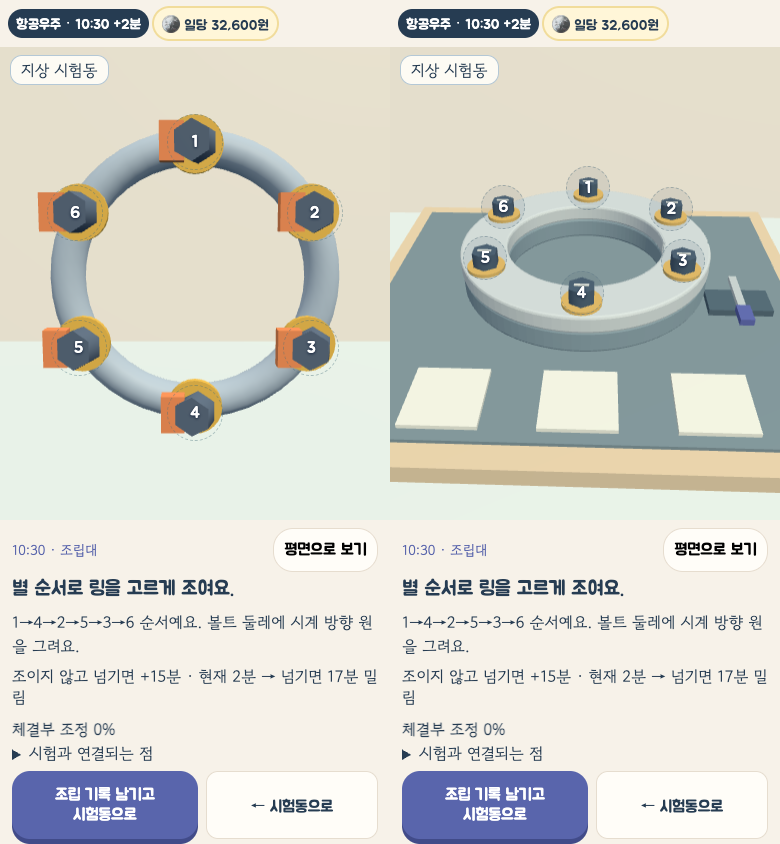 항공우주 · 10:30 +2분
일당 32,600원
지상 시험동
1
2
3
4
5
6
10:30 · 조립대
평면으로 보기
별 순서로 링을 고르게 조여요.
1→4→2→5→3→6 순서예요. 볼트 둘레에 시계 방향 원
을 그려요.
조이지 않고 넘기면 +15분 · 현재 2분 → 넘기면 17분 밀
림
체결부 조정 0%
▶ 시험과 연결되는 점
조립 기록 남기고
시험동으로
← 시험동으로
항공우주 · 10:30 +2분
일당 32,600원
지상 시험동
1
2
3
4
5
6
10:30 · 조립대
평면으로 보기
별 순서로 링을 고르게 조여요.
1→4→2→5→3→6 순서예요. 볼트 둘레에 시계 방향 원
을 그려요.
조이지 않고 넘기면 +15분 · 현재 2분 → 넘기면 17분 밀
림
체결부 조정 0%
▶ 시험과 연결되는 점
조립 기록 남기고
시험동으로
← 시험동으로